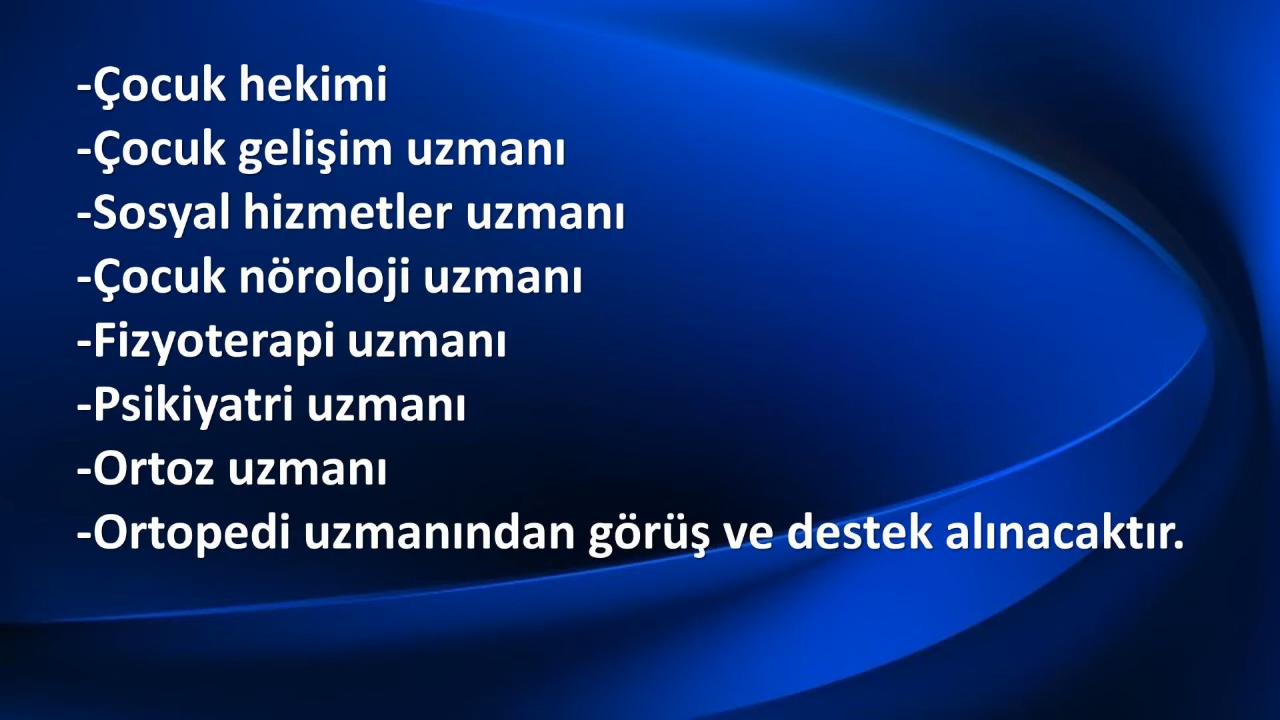 -Çocuk hekimi
-Çocuk gelişim uzmanı
-Sosyal hizmetler uzmanı
-Çocuk nöroloji uzmanı
-Fizyoterapi uzmanı
-Psikiyatri uzmanı
-Ortoz uzmanı
-Ortopedi uzmanından görüş ve destek alınacaktır.